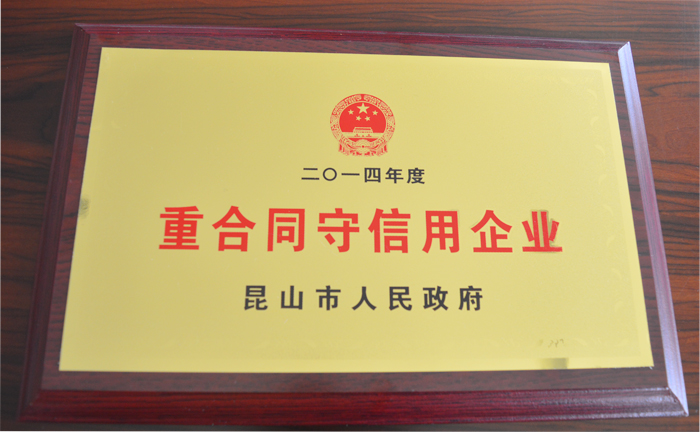 二〇一四年度
重合同守信用企业
昆山市人民政府